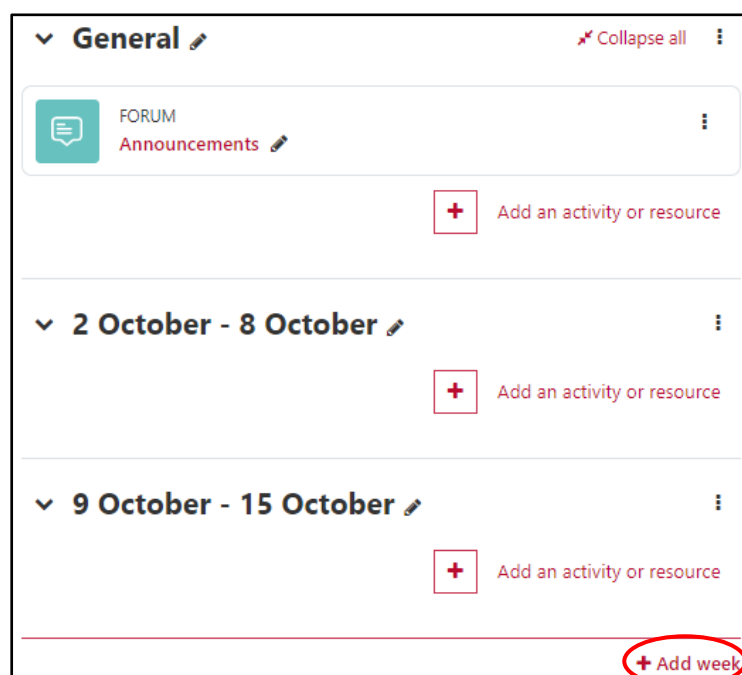 General
Collapse all
FORUM
Announcements
Add an activity or resource
2 October - 8 October
Add an activity or resource
9 October - 15 October
Add an activity or resource
+ Add week